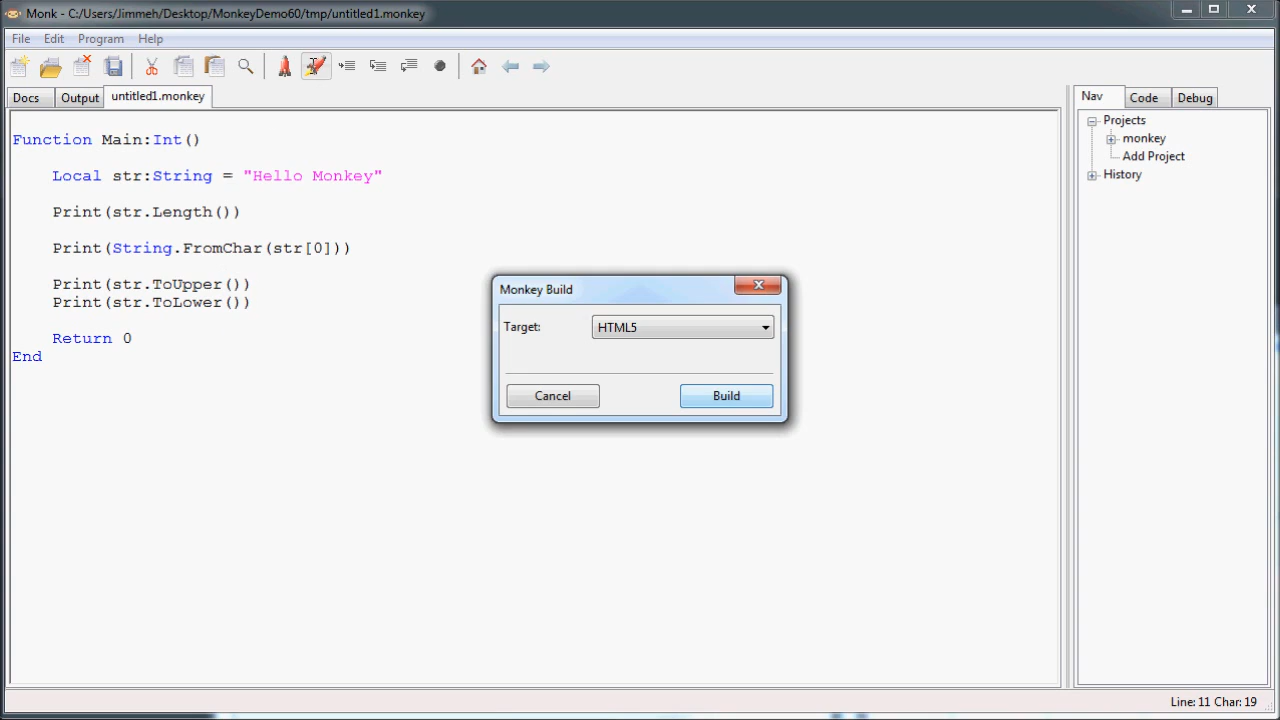 Monk - C:/Users/Jimmeh/Desktop/MonkeyDemo60/tmp/untitled1.monkey
File Edit Program Help
Docs Output untitled1.monkey
Nav Code Debug
Function Main:Int()
Local str:String = "Hello Monkey"
Print(str.Length())
Print(String.FromChar(str[0]))
Print(str.ToUpper())
Print(str.ToLower())
Return 0
End
Monkey Build
Target: HTML5
Cancel Build
Projects
monkey
Add Project
History
Line: 11 Char: 19